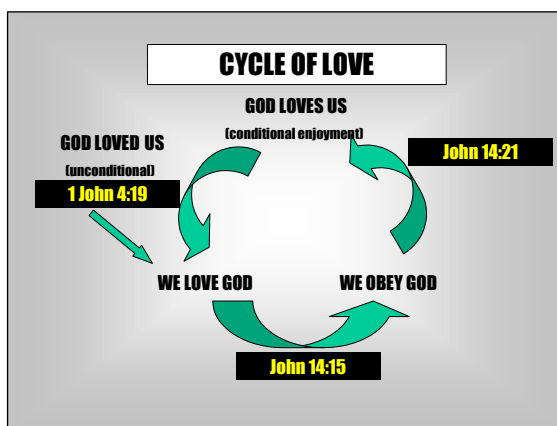 CYCLE OF LOVE
GOD LOVES US
(conditional enjoyment)
GOD LOVED US
(unconditional)
1 John 4:19
John 14:21
WE LOVE GOD
WE OBEY GOD
John 14:15